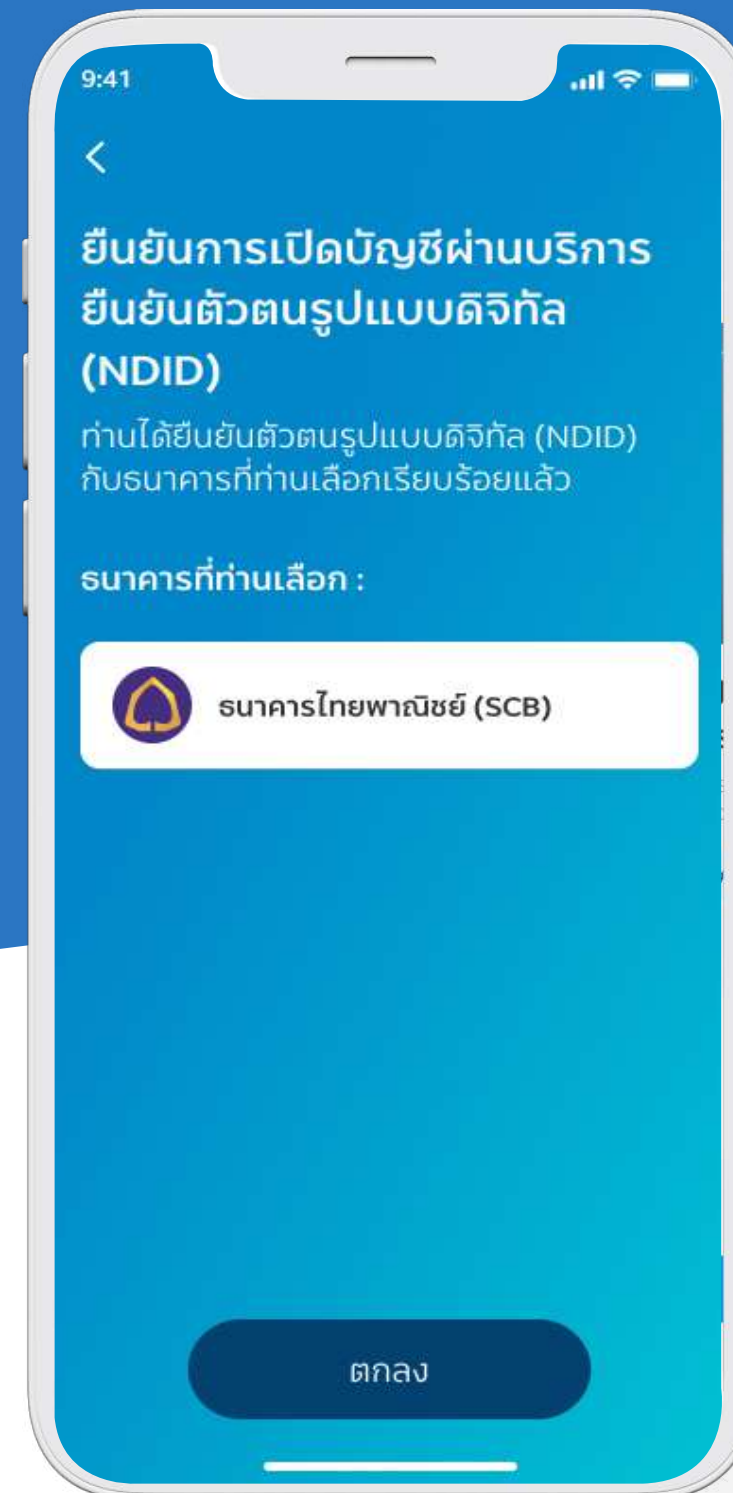 9:41
ยืนยันการเปิดบัญชีผ่านบริการ
ยืนยันตัวตนรูปแบบดิจิทัล
(NDID)
ท่านได้ยืนยันตัวตนรูปแบบดิจิทัล (NDID)
กับธนาคารที่ท่านเลือกเรียบร้อยแล้ว
ธนาคารที่ท่านเลือก :
ธนาคารไทยพาณิชย์ (SCB)
ตกลง